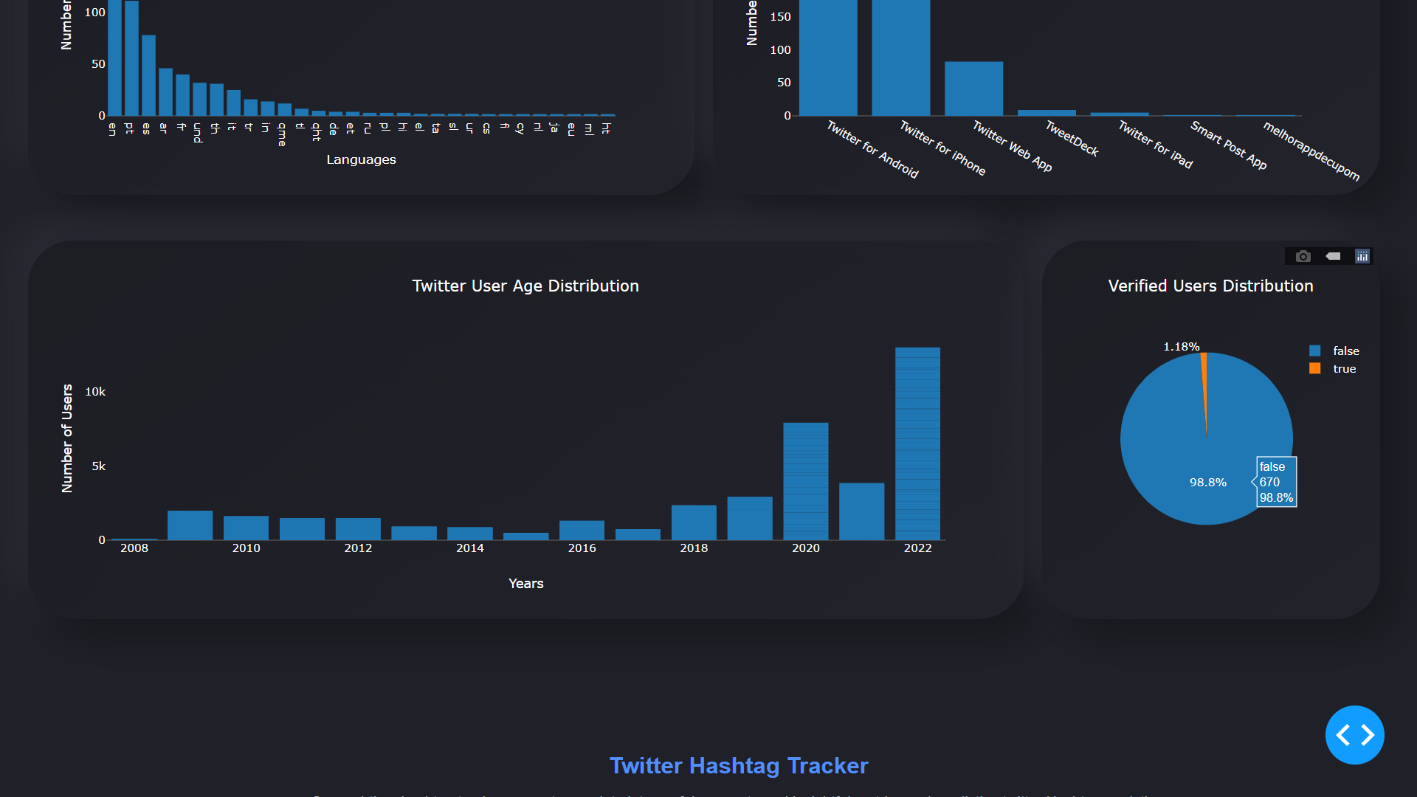 Number
100
50
0
en pt es ar fr und th it tr in qme tl qht de et ru pl hi el ta sl ur cs fi cy nl ja eu ml ht
Languages
150
100
50
0
Twitter for Android
Twitter for iPhone
Twitter Web App
TweetDeck
Twitter for iPad
Smart Post App
melhorappdecupom
Twitter User Age Distribution
Number of Users
10k
5k
0
2008 2010 2012 2014 2016 2018 2020 2022
Years
Verified Users Distribution
1.18%
98.8%
false
670
98.8%
false
true
Twitter Hashtag Tracker